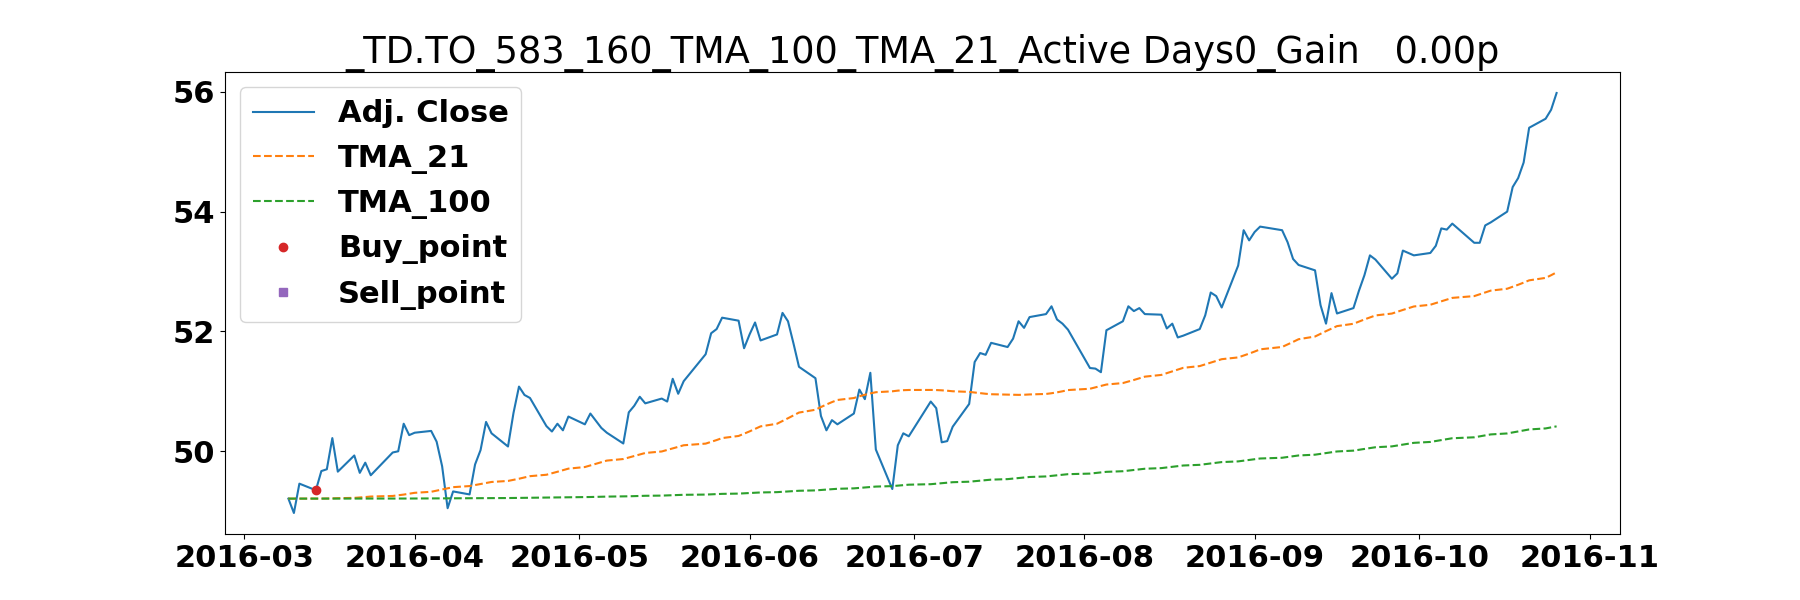 _TD.TO_583_160_TMA_100_TMA_21_Active Days0_Gain   0.00p
56
54
52
50
Adj. Close
TMA_21
TMA_100
Buy_point
Sell_point
2016-03 2016-04 2016-05 2016-06 2016-07 2016-08 2016-09 2016-10 2016-11